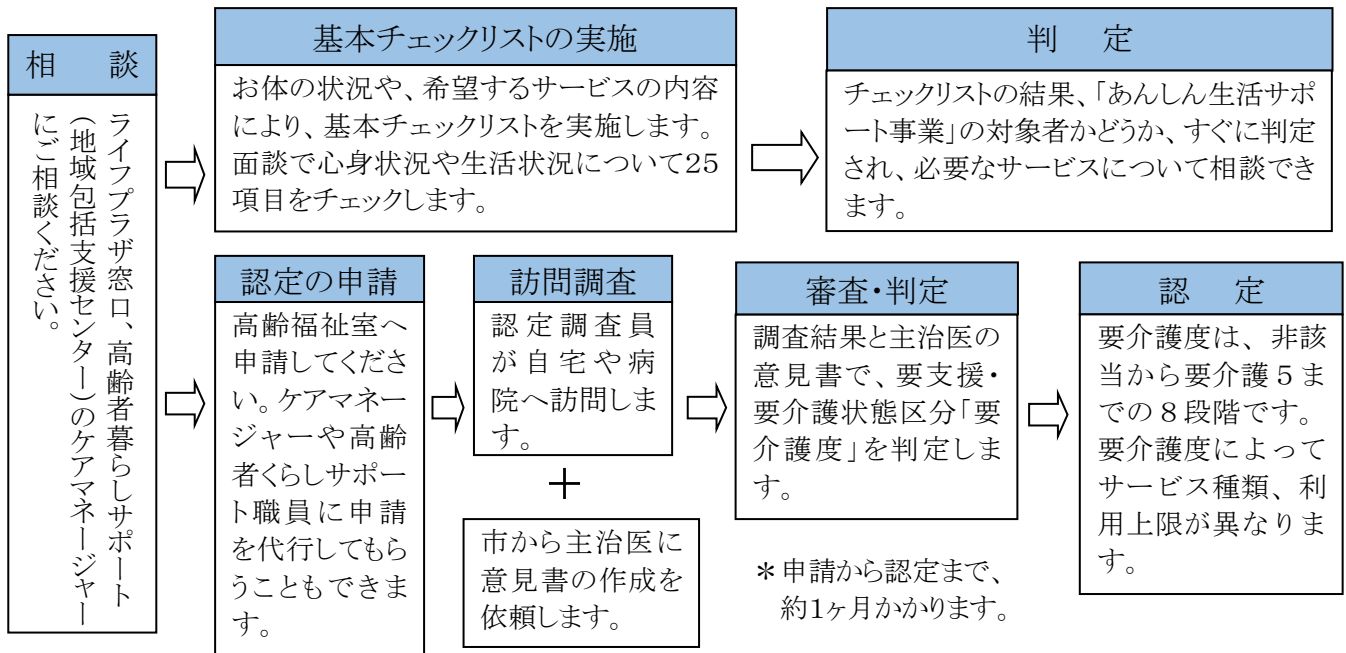 相　談
ライフプラザ窓口、高齢者暮らしサポート
（地域包括支援センター）のケアマネージャー
にご相談ください。
基本チェックリストの実施
お体の状況や、希望するサービスの内容
により、基本チェックリストを実施します。
面談で心身状況や生活状況について25
項目をチェックします。
判　定
チェックリストの結果、「あんしん生活サポ
ート事業」の対象者かどうか、すぐに判定
され、必要なサービスについて相談でき
ます。
認定の申請
高齢福祉室へ
申請してくださ
い。ケアマネー
ジャーや高齢
者くらしサポー
ト職員に申請
を代行してもら
うこともできま
す。
訪問調査
認定調査員
が自宅や病
院へ訪問しま
す。
＋
市から主治医に
意見書の作成を
依頼します。
審査・判定
調査結果と主治医の
意見書で、要支援・
要介護状態区分「要
介護度」を判定しま
す。
＊申請から認定まで、
約1ヶ月かかります。
認　定
要介護度は、非該
当から要介護５ま
での８段階です。
要介護度によって
サービス種類、利
用上限が異なりま
す。